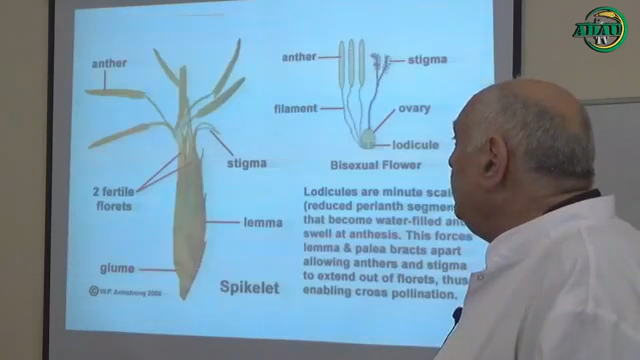 ADAU
TV
anther
stigma
2 fertile
florets
lemma
glume
© W.P. Armstrong
Spikelet
anther
stigma
filament
ovary
lodicule
Bisexual Flower
Lodicules are minute
(reduced perianth
that become water-filled
swell at anthesis. This forces
lemma & palea bracts apart
allowing anthers and stigma
to extend out of florets, thus
enabling cross pollination.